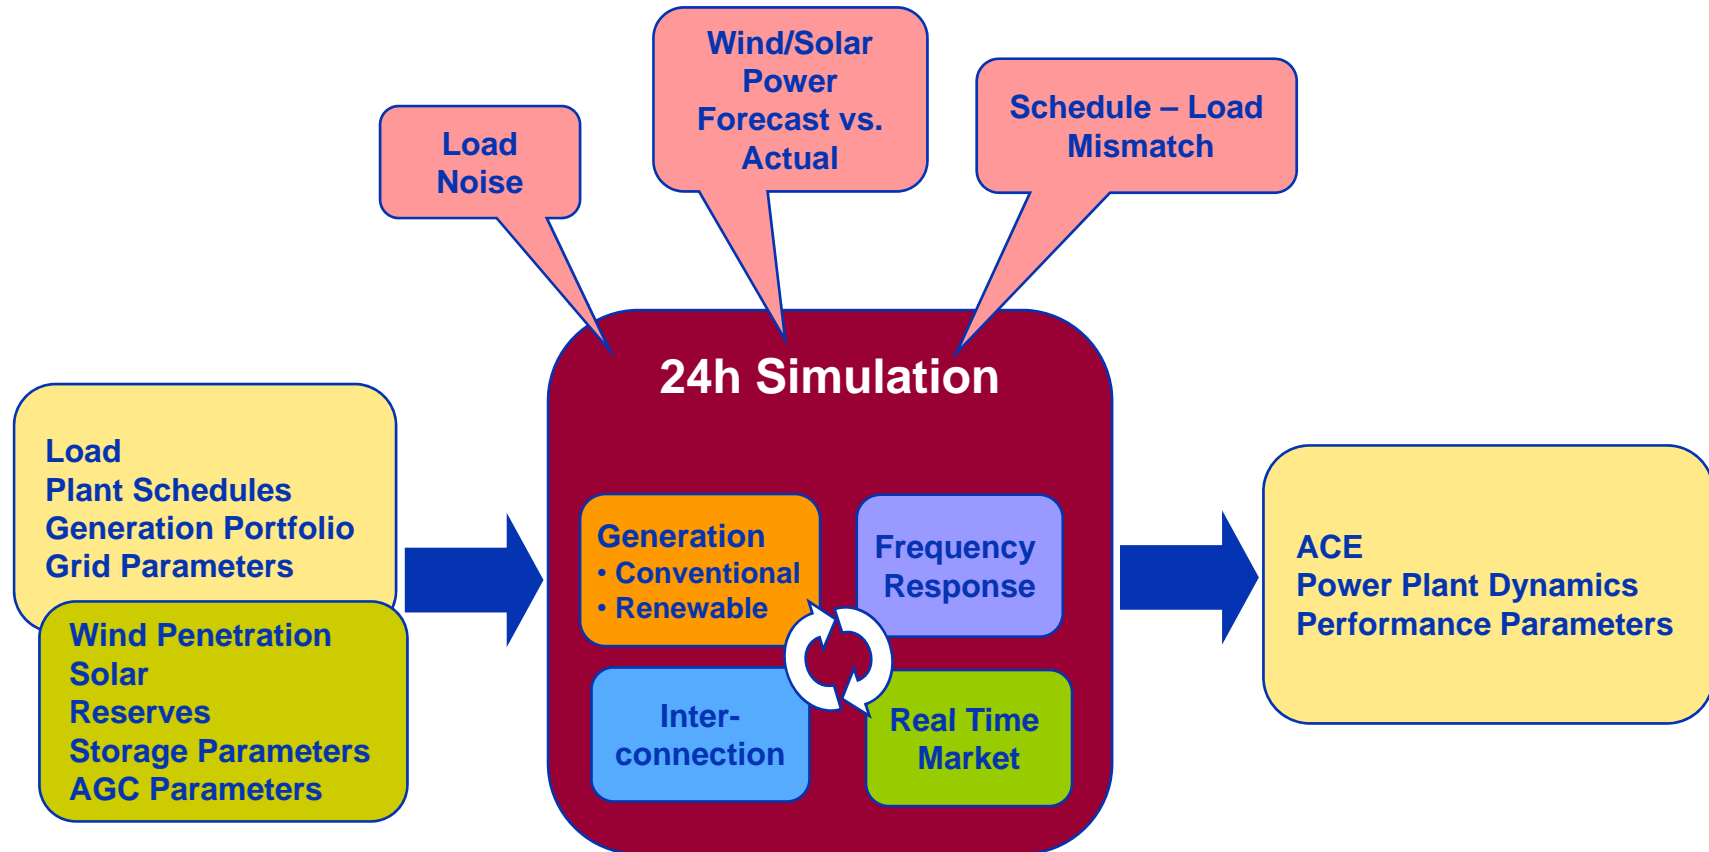 Load
Noise
Wind/Solar
Power
Forecast vs.
Actual
Schedule – Load
Mismatch
24h Simulation
Load
Plant Schedules
Generation Portfolio
Grid Parameters
Wind Penetration
Solar
Reserves
Storage Parameters
AGC Parameters
Generation
• Conventional
• Renewable
Frequency
Response
Inter-
connection
Real Time
Market
ACE
Power Plant Dynamics
Performance Parameters